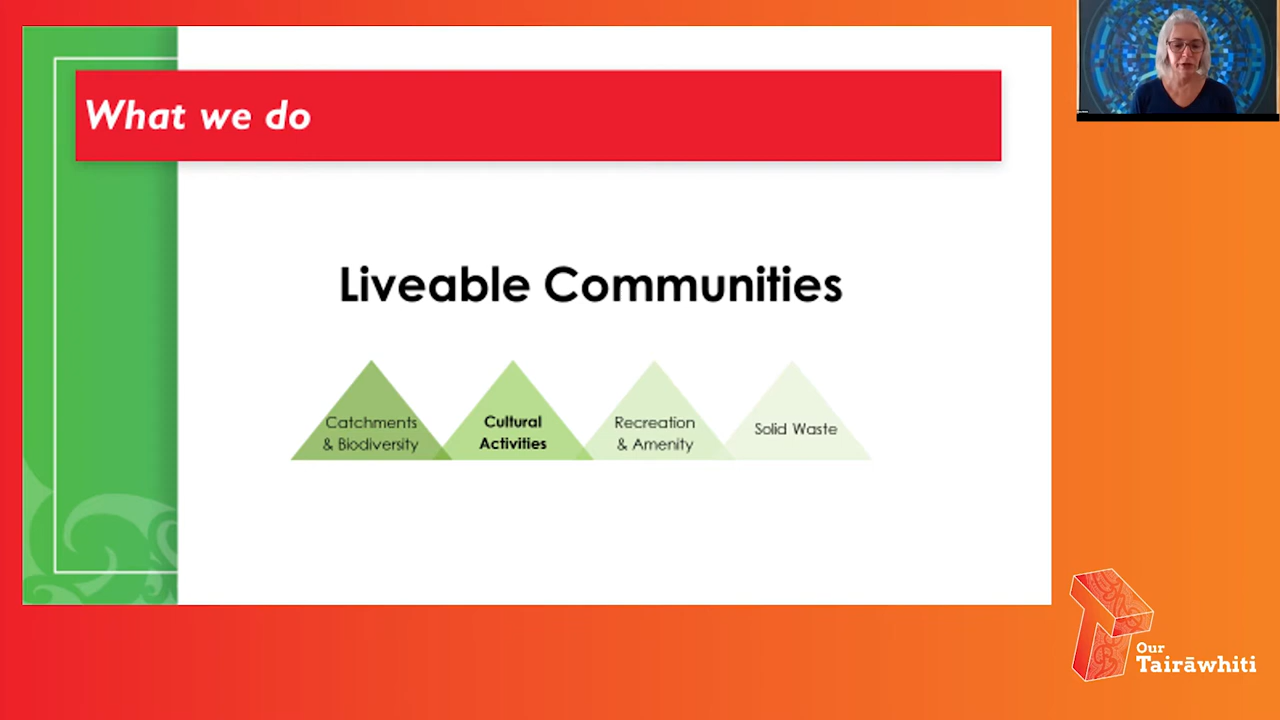 What we do
Liveable Communities
Catchments
& Biodiversity
Cultural
Activities
Recreation
& Amenity
Solid Waste
Our
Tairāwhiti